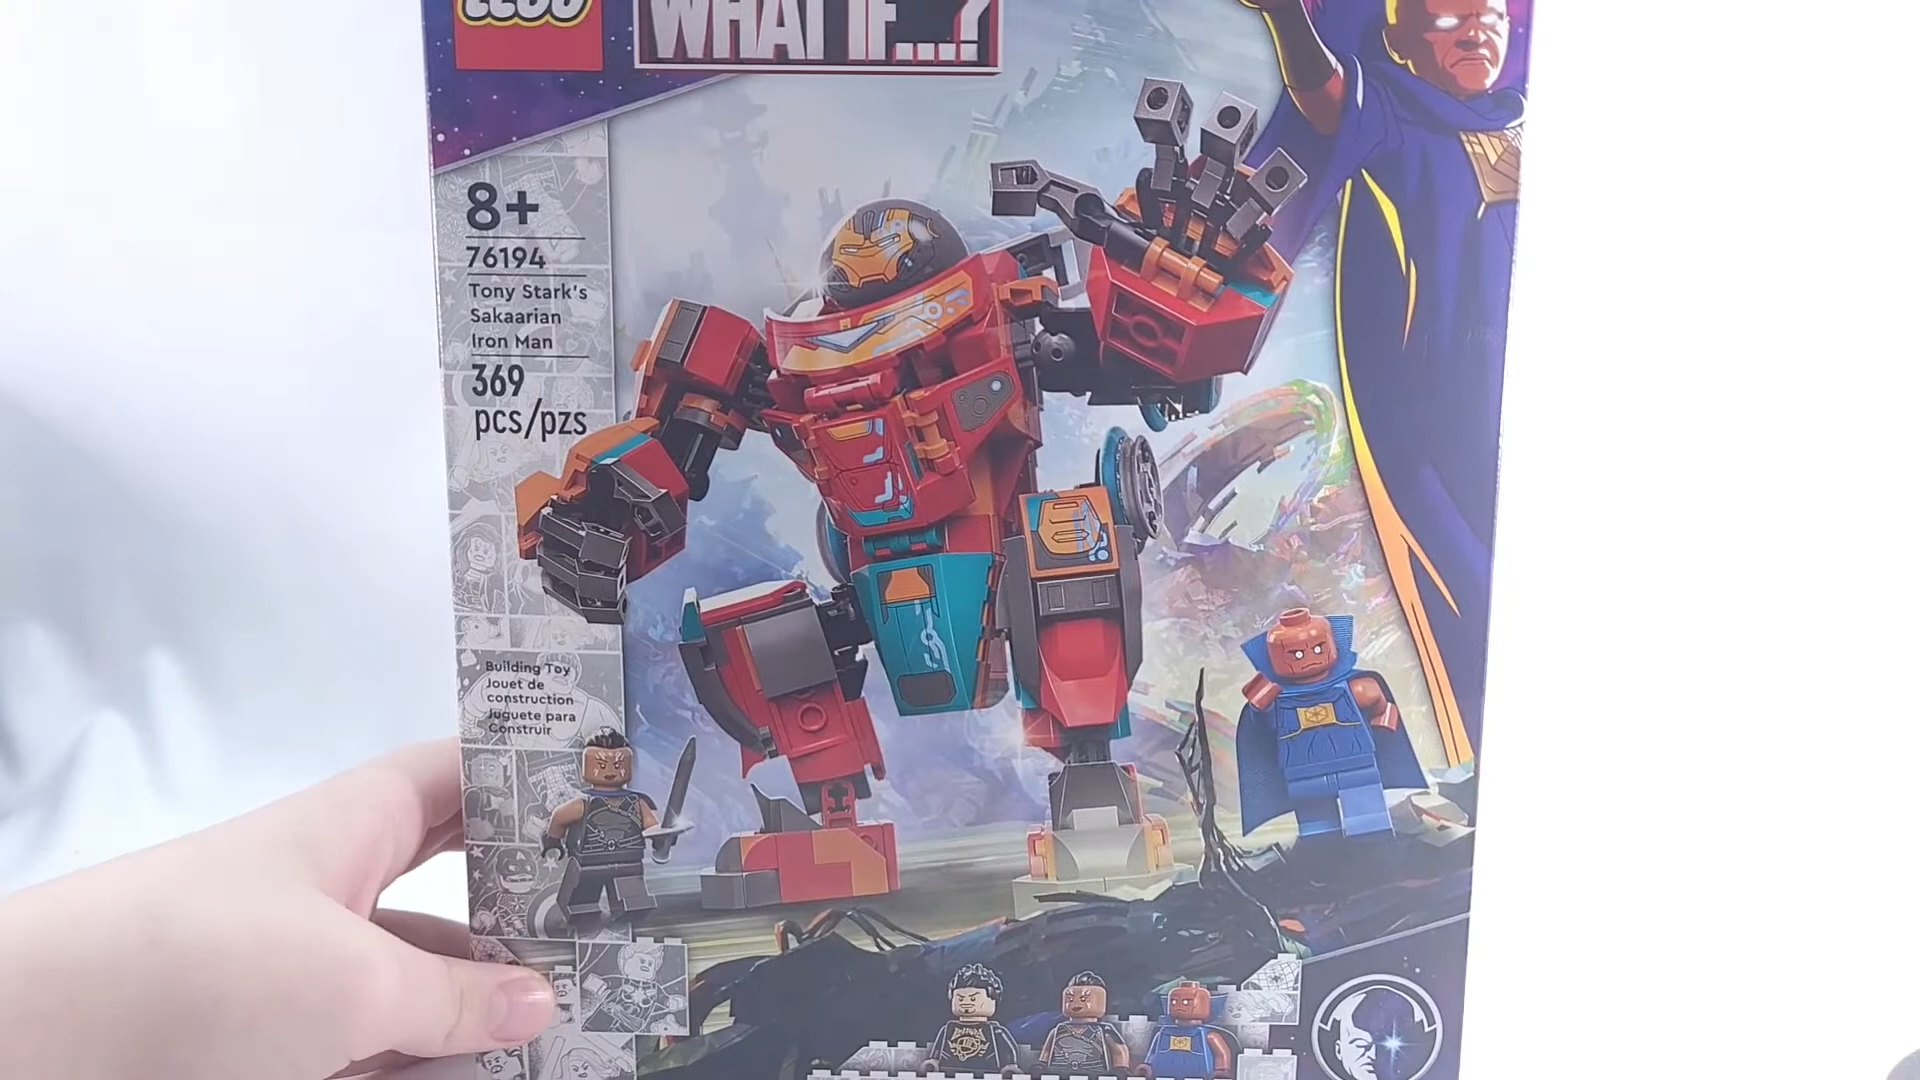 LEGO
WHAT IF...?
8+
76194
Tony Stark's
Sakaarian
Iron Man
369
pcs/pzs
Building Toy
Jouet de
construction
Juguete para
Construir